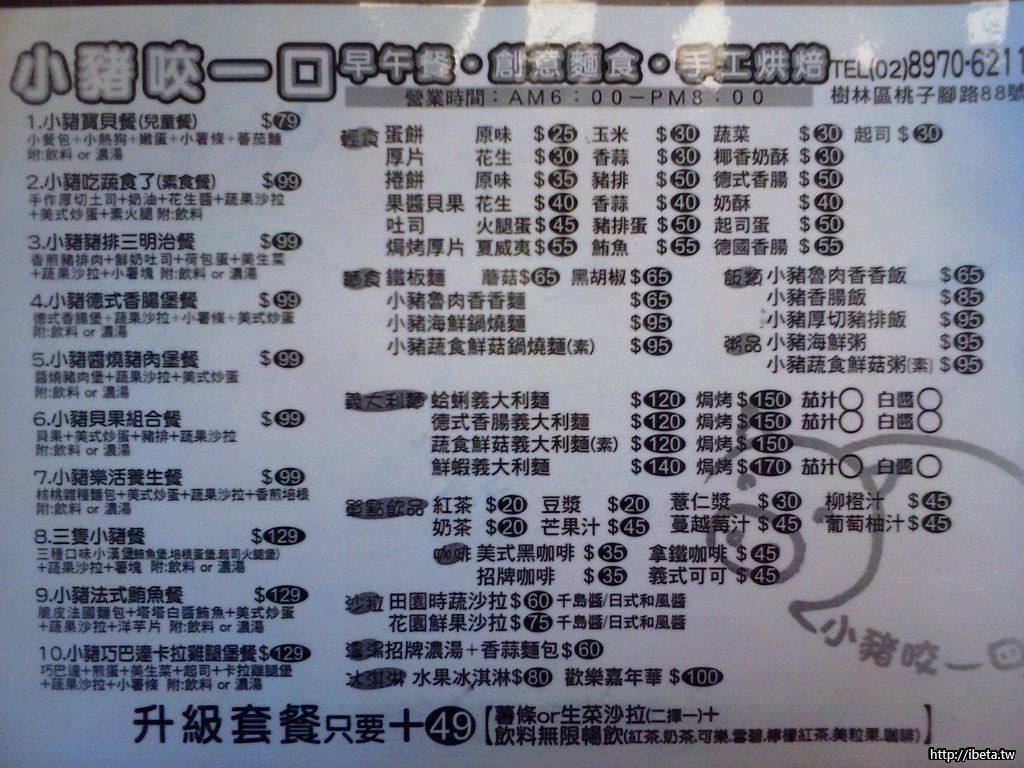 小豬咬一口 早午餐・創意麵食・手工烘焙 TEL(02)8970-6211
營業時間：AM6：00－PM8：00 樹林區桃子腳路88號
1.小豬寶貝餐(兒童餐) $79
小餐包+小熱狗+嫩蛋+小薯條+蕃茄麵
附:飲料 or 濃湯
2.小豬吃蔬食了(素食餐) $99
手作厚切土司+奶油+花生醬+蔬果沙拉
+美式炒蛋+素火腿 附:飲料
3.小豬豬排三明治餐 $99
香煎豬排肉+鮮奶吐司+荷包蛋+美生菜
+蔬果沙拉+小薯塊 附:飲料 or 濃湯
4.小豬德式香腸堡餐 $99
德式香腸堡+蔬果沙拉+小薯條+美式炒蛋
附:飲料 or 濃湯
5.小豬醬燒豬肉堡餐 $99
醬燒豬肉堡+蔬果沙拉+美式炒蛋
附:飲料 or 濃湯
6.小豬貝果組合餐 $99
貝果+美式炒蛋+豬排+蔬果沙拉
附:飲料 or 濃湯
7.小豬樂活養生餐 $99
核桃雜糧麵包+美式炒蛋+蔬果沙拉+香煎培根
附:飲料 or 濃湯
8.三隻小豬餐 $129
三種口味小漢堡(鮪魚堡.培根蛋堡.起司火腿堡)
+蔬果沙拉+薯塊 附:飲料 or 濃湯
9.小豬法式鮪魚餐 $129
脆皮法國麵包+塔塔白醬鮪魚+美式炒蛋
+蔬果沙拉+洋芋片 附:飲料 or 濃湯
10.小豬巧巴達卡拉雞腿堡餐 $129
巧巴達+煎蛋+美生菜+起司+卡拉雞腿堡
+蔬果沙拉+小薯條 附:飲料 or 濃湯
輕食 蛋餅 原味 $25 玉米 $30 蔬菜 $30 起司 $30
厚片 花生 $30 香蒜 $30 椰香奶酥 $30
捲餅 原味 $35 豬排 $50 德式香腸 $50
果醬貝果 花生 $40 香蒜 $40 奶酥 $40
吐司 火腿蛋 $45 豬排蛋 $50 起司蛋 $50
焗烤厚片 夏威夷 $55 鮪魚 $55 德國香腸 $55
麵食 鐵板麵 蘑菇 $65 黑胡椒 $65
小豬魯肉香香麵 $65
小豬海鮮鍋燒麵 $95
小豬蔬食鮮菇鍋燒麵(素) $95
飯類 小豬魯肉香香飯 $65
小豬香腸飯 $85
小豬厚切豬排飯 $95
粥品 小豬海鮮粥 $95
小豬蔬食鮮菇粥(素) $95
義大利麵 蛤蜊義大利麵 $120 焗烤 $150 茄汁○ 白醬○
德式香腸義大利麵 $120 焗烤 $150 茄汁○ 白醬○
蔬食鮮菇義大利麵(素) $120 焗烤 $150
鮮蝦義大利麵 $140 焗烤 $170 茄汁○ 白醬○
單點飲品 紅茶 $20 豆漿 $20 薏仁漿 $30 柳橙汁 $45
奶茶 $20 芒果汁 $45 蔓越莓汁 $45 葡萄柚汁 $45
咖啡 美式黑咖啡 $35 拿鐵咖啡 $45
招牌咖啡 $35 義式可可 $45
沙拉 田園時蔬沙拉 $60 千島醬/日式和風醬
花園鮮果沙拉 $75 千島醬/日式和風醬
濃湯 招牌濃湯+香蒜麵包 $60
冰淇淋 水果冰淇淋 $80 歡樂嘉年華 $100
小豬咬一口
升級套餐只要+49【薯條or生菜沙拉(二擇一)+
飲料無限暢飲(紅茶.奶茶.可樂.雪碧.檸檬紅茶.美粒果.咖啡)】
http://ibeta.tw